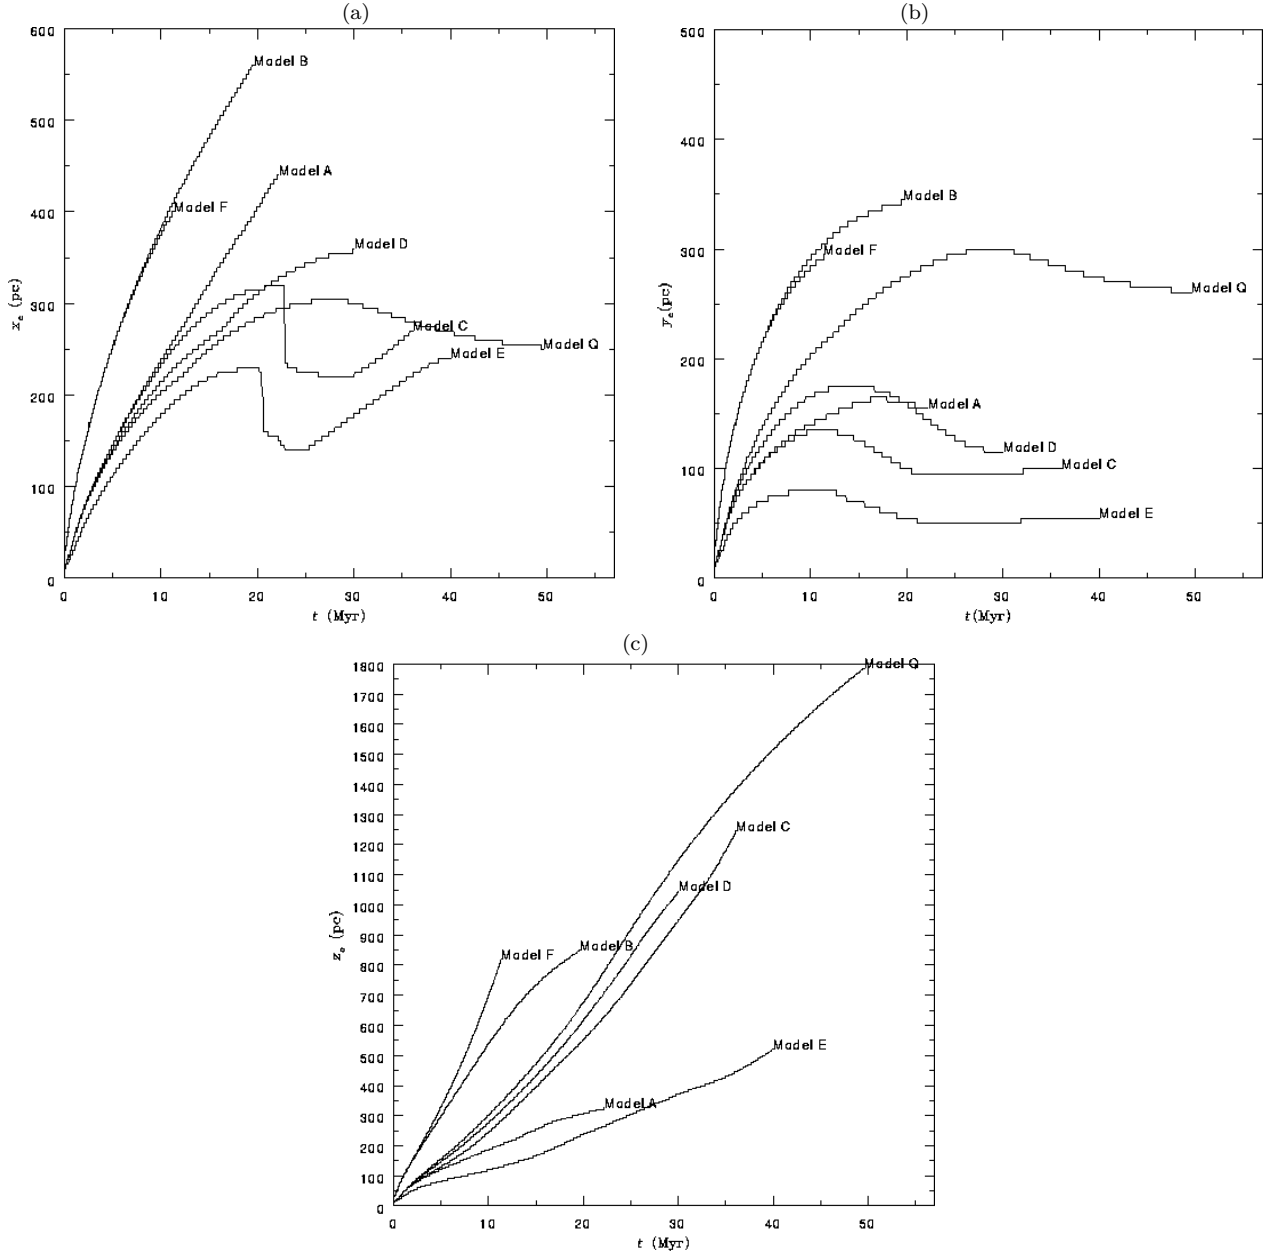 (a)
600
500
400
300
200
100
0
x_e (pc)
Model B
Model A
Model F
Model D
Model C
Model Q
Model E
0 10 20 30 40 50
t (Myr)
(b)
500
400
300
200
100
0
y_e(pc)
Model B
Model F
Model Q
Model A
Model D
Model C
Model E
0 10 20 30 40 50
t(Myr)
(c)
1800
1700
1600
1500
1400
1300
1200
1100
1000
900
800
700
600
500
400
300
200
100
0
z_e (pc)
Model Q
Model C
Model D
Model F
Model B
Model E
Model A
0 10 20 30 40 50
t (Myr)